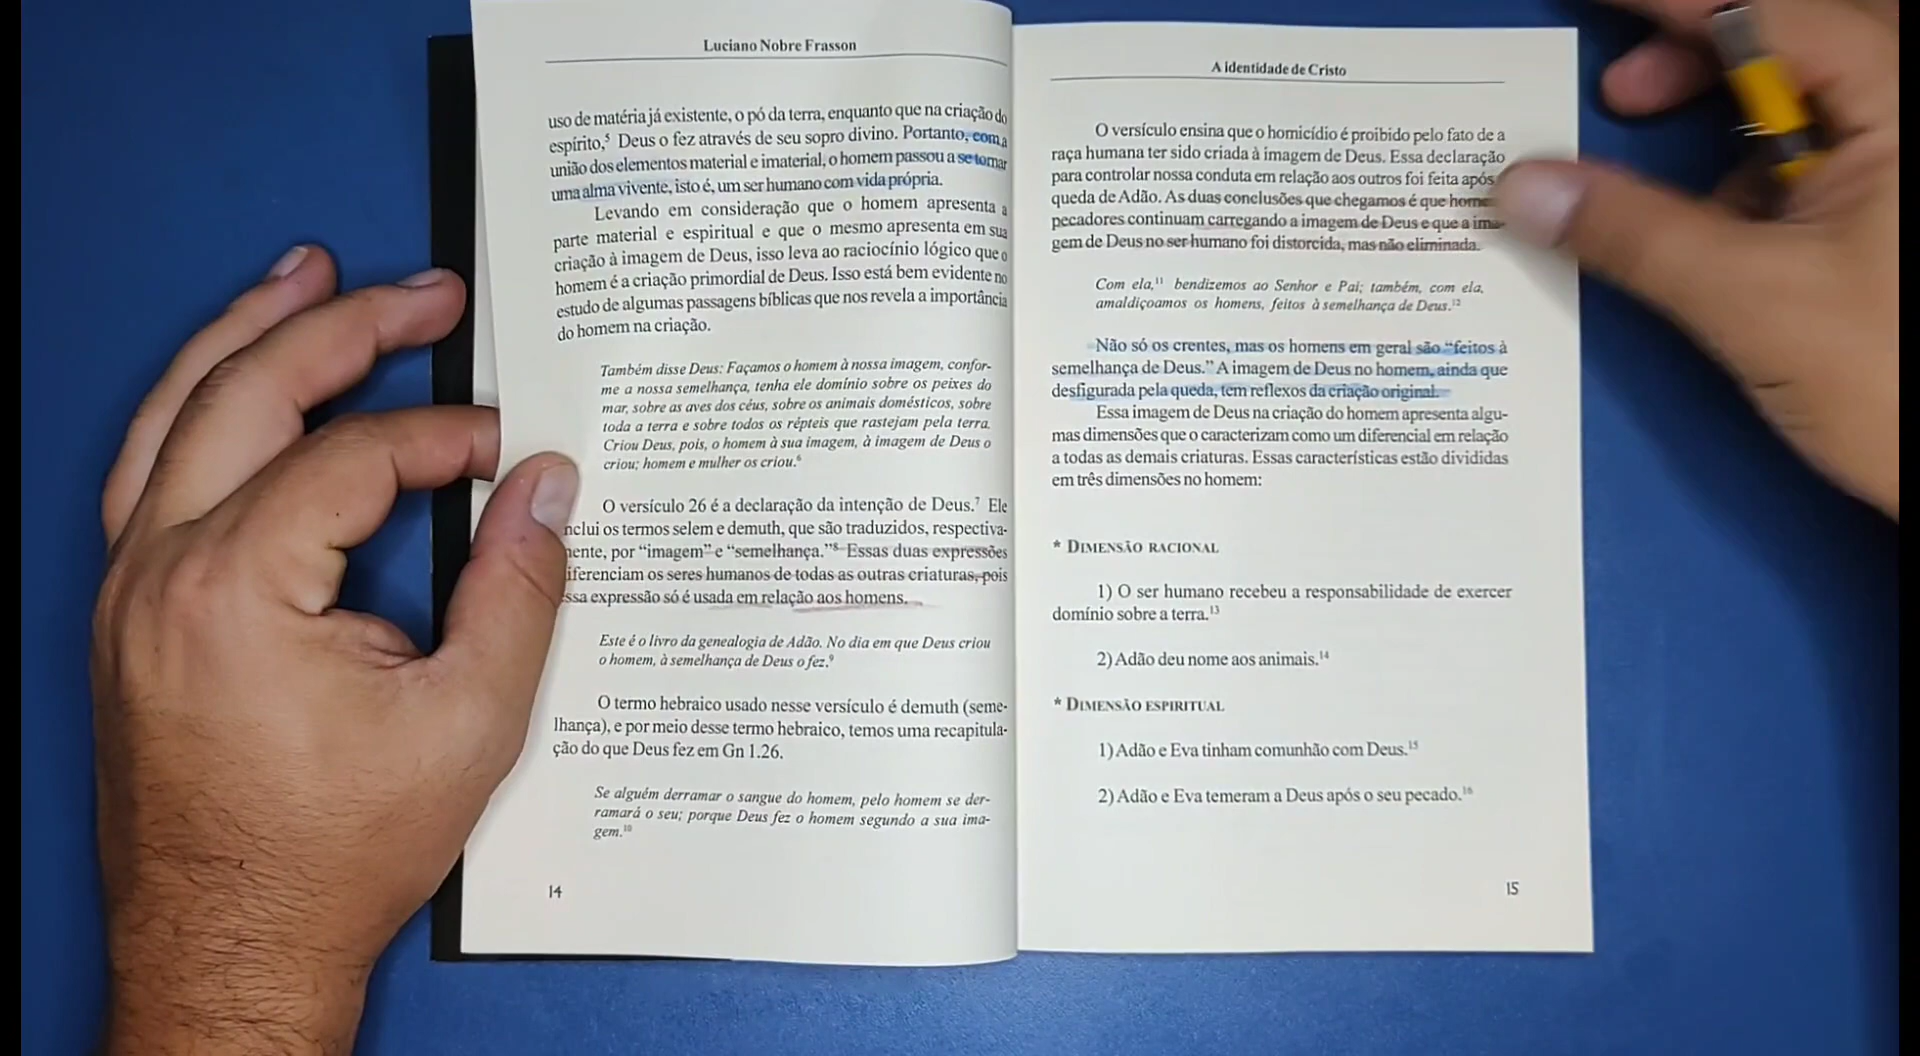 Luciano Nobre Frasson
uso de matéria já existente, o pó da terra, enquanto que na criação do
espírito,⁵ Deus o fez através de seu sopro divino. Portanto, com a
união dos elementos material e imaterial, o homem passou a se tornar
uma alma vivente, isto é, um ser humano com vida própria.
Levando em consideração que o homem apresenta a
parte material e espiritual e que o mesmo apresenta em sua
criação à imagem de Deus, isso leva ao raciocínio lógico que o
homem é a criação primordial de Deus. Isso está bem evidente no
estudo de algumas passagens bíblicas que nos revela a importância
do homem na criação.
Também disse Deus: Façamos o homem à nossa imagem, confor-
me a nossa semelhança, tenha ele domínio sobre os peixes do
mar, sobre as aves dos céus, sobre os animais domésticos, sobre
toda a terra e sobre todos os répteis que rastejam pela terra.
Criou Deus, pois, o homem à sua imagem, à imagem de Deus o
criou; homem e mulher os criou.⁶
O versículo 26 é a declaração da intenção de Deus.⁷ Ele
nclui os termos selem e demuth, que são traduzidos, respectiva-
nente, por “imagem” e “semelhança.”⁸ Essas duas expressões
iferenciam os seres humanos de todas as outras criaturas, pois
ssa expressão só é usada em relação aos homens.
Este é o livro da genealogia de Adão. No dia em que Deus criou
o homem, à semelhança de Deus o fez.⁹
O termo hebraico usado nesse versículo é demuth (seme-
lhança), e por meio desse termo hebraico, temos uma recapitula-
ção do que Deus fez em Gn 1.26.
Se alguém derramar o sangue do homem, pelo homem se der-
ramará o seu; porque Deus fez o homem segundo a sua ima-
gem.¹⁰
14
A identidade de Cristo
O versículo ensina que o homicídio é proibido pelo fato de a
raça humana ter sido criada à imagem de Deus. Essa declaração
para controlar nossa conduta em relação aos outros foi feita após
queda de Adão. As duas conclusões que chegamos é que home
pecadores continuam carregando a imagem de Deus e que a ima-
gem de Deus no ser humano foi distorcida, mas não eliminada.
Com ela,¹¹ bendizemos ao Senhor e Pai; também, com ela,
amaldiçoamos os homens, feitos à semelhança de Deus.¹²
Não só os crentes, mas os homens em geral são “feitos à
semelhança de Deus.” A imagem de Deus no homem, ainda que
desfigurada pela queda, tem reflexos da criação original.
Essa imagem de Deus na criação do homem apresenta algu-
mas dimensões que o caracterizam como um diferencial em relação
a todas as demais criaturas. Essas características estão divididas
em três dimensões no homem:
* DIMENSÃO RACIONAL
1) O ser humano recebeu a responsabilidade de exercer
domínio sobre a terra.¹³
2) Adão deu nome aos animais.¹⁴
* DIMENSÃO ESPIRITUAL
1) Adão e Eva tinham comunhão com Deus.¹⁵
2) Adão e Eva temeram a Deus após o seu pecado.¹⁶
15